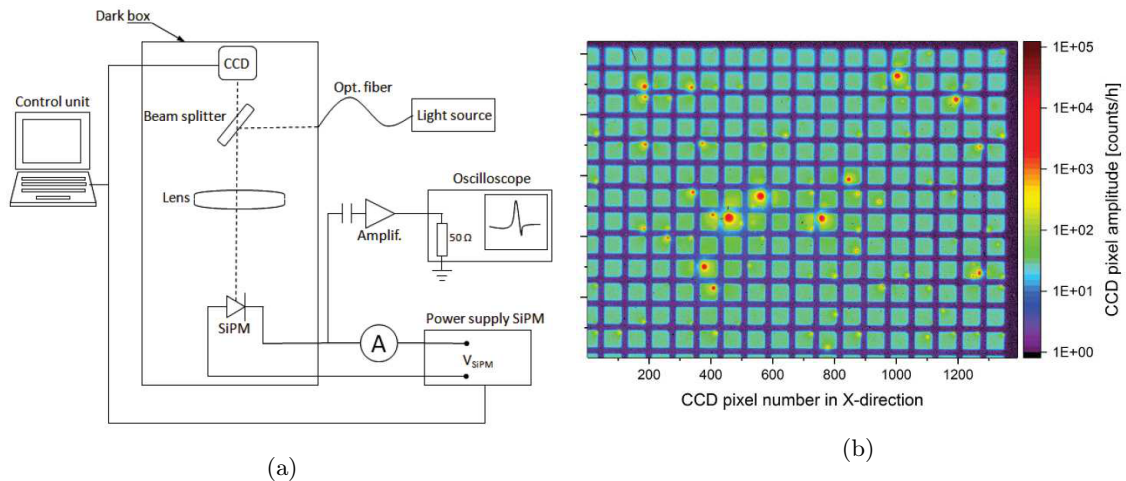 Dark box
CCD
Opt. fiber
Control unit
Beam splitter
Light source
Lens
Oscilloscope
Amplif.
50 Ω
SiPM
Power supply SiPM
A
V_SiPM
(a)
1E+05
1E+04
1E+03
1E+02
1E+01
1E+00
CCD pixel amplitude [counts/h]
200 400 600 800 1000 1200
CCD pixel number in X-direction
(b)